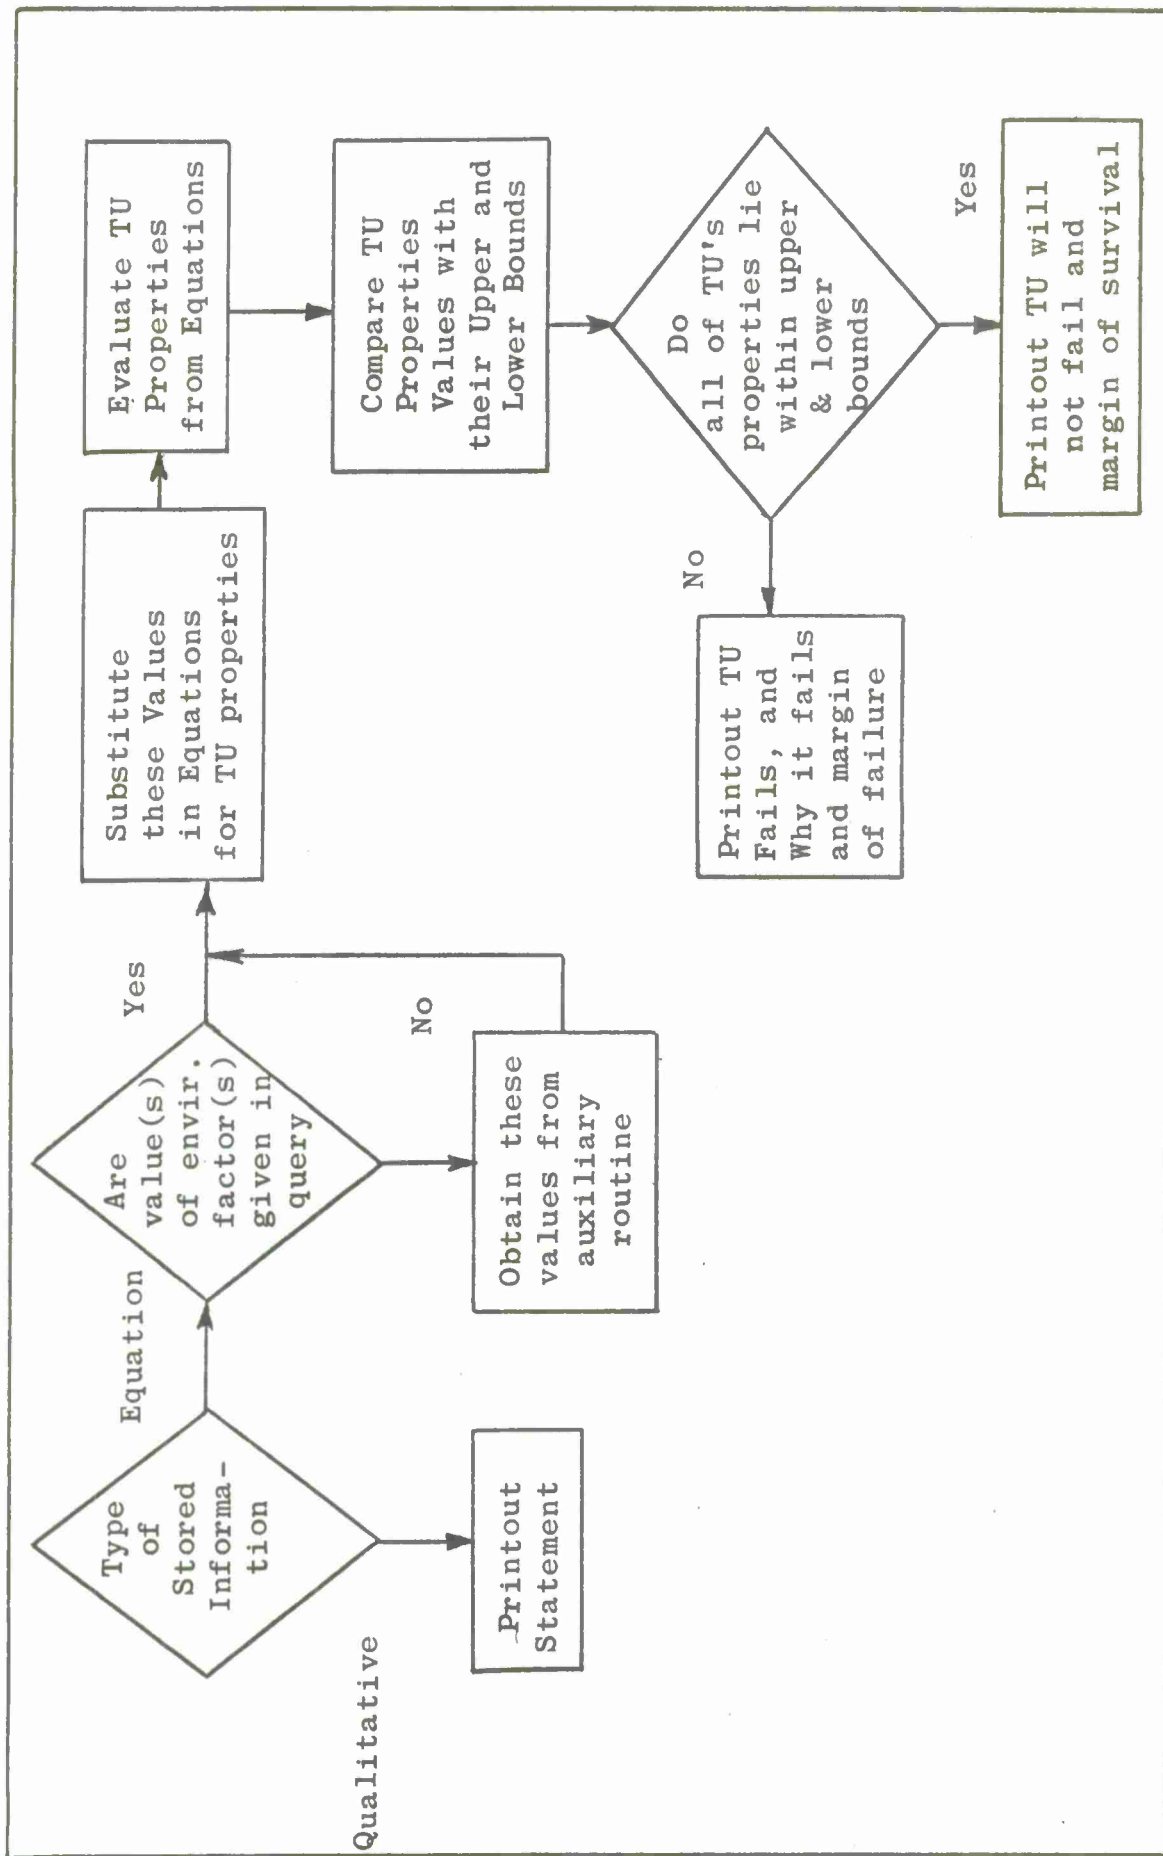 Type
of
Stored
Informa-
tion
Qualitative
Printout
Statement
Equation
Are
value(s)
of envir.
factor(s)
given in
query
No
Obtain these
values from
auxiliary
routine
Yes
Substitute
these Values
in Equations
for TU properties
Evaluate TU
Properties
from Equations
Compare TU
Properties
Values with
their Upper and
Lower Bounds
Do
all of TU's
properties lie
within upper
& lower
bounds
No
Printout TU
Fails, and
Why it fails
and margin
of failure
Yes
Printout TU will
not fail and
margin of survival